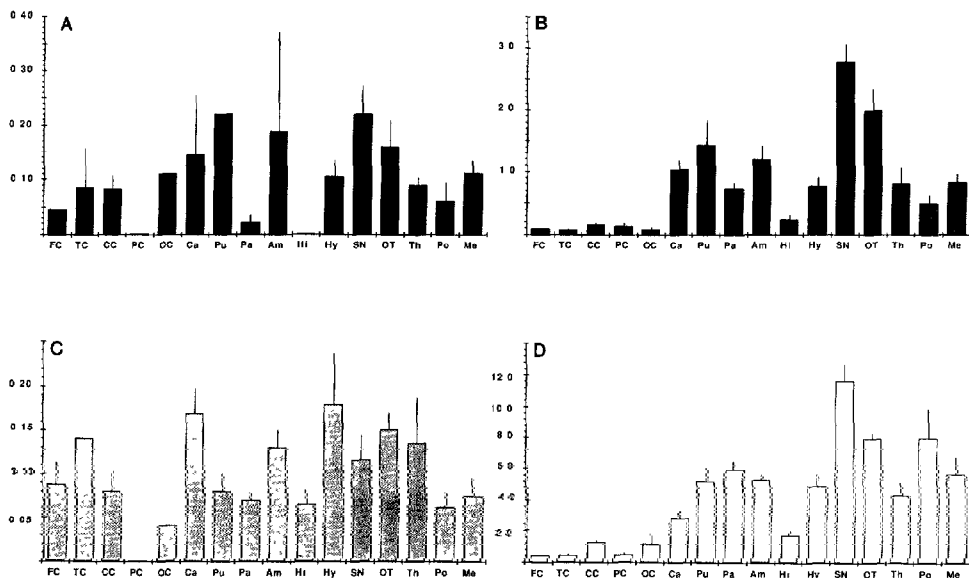 A
0 40
0 30
0 20
0 10
FC TC CC PC OC Ca Pu Pa Am Hi Hy SN OT Th Po Me
B
3 0
2 0
1 0
FC TC CC PC OC Ca Pu Pa Am Hi Hy SN OT Th Po Me
C
0 20
0 15
0.05
FC TC CC PC OC Ca Pu Pa Am Hi Hy SN OT Th Po Me
D
12 0
10 0
8 0
6 0
4 0
2 0
FC TC CC PC OC Ca Pu Pa Am Hi Hy SN OT Th Po Me